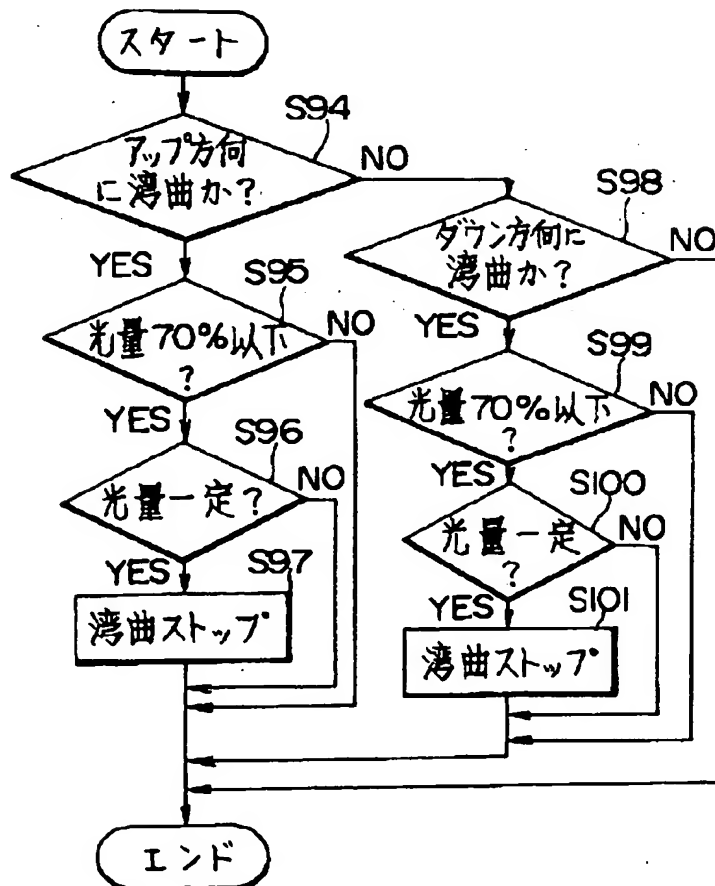 スタート
S94
アップ方向
に湾曲か?
NO
YES
S95
光量70%以下
?
NO
YES
S96
光量一定?
NO
YES
S97
湾曲ストップ
S98
ダウン方向に
湾曲か?
NO
YES
S99
光量70%以下
?
NO
YES
S100
光量一定
?
NO
YES
S101
湾曲ストップ
エンド